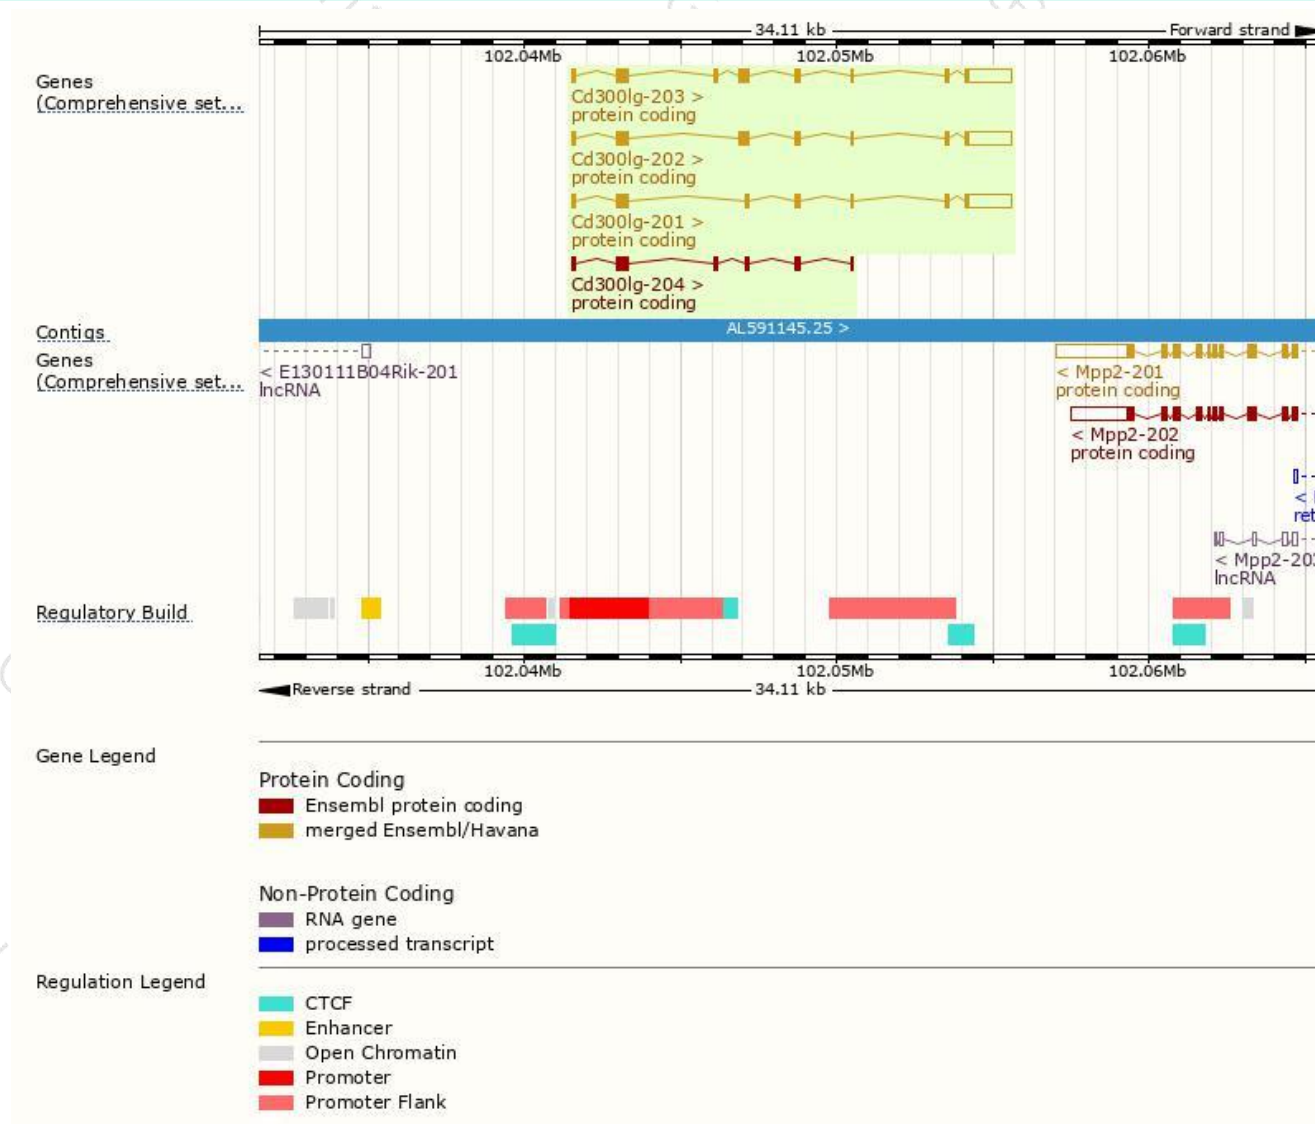 34.11 kb
Forward strand
102.04Mb 102.05Mb 102.06Mb
Genes
(Comprehensive set...
Cd300lg-203 >
protein coding
Cd300lg-202 >
protein coding
Cd300lg-201 >
protein coding
Cd300lg-204 >
protein coding
Contigs
AL591145.25 >
Genes
(Comprehensive set...
< E130111B04Rik-201
lncRNA
< Mpp2-201
protein coding
< Mpp2-202
protein coding
<
ret
< Mpp2-203
lncRNA
Regulatory Build
102.04Mb 102.05Mb 102.06Mb
Reverse strand
34.11 kb
Gene Legend
Protein Coding
Ensembl protein coding
merged Ensembl/Havana
Non-Protein Coding
RNA gene
processed transcript
Regulation Legend
CTCF
Enhancer
Open Chromatin
Promoter
Promoter Flank